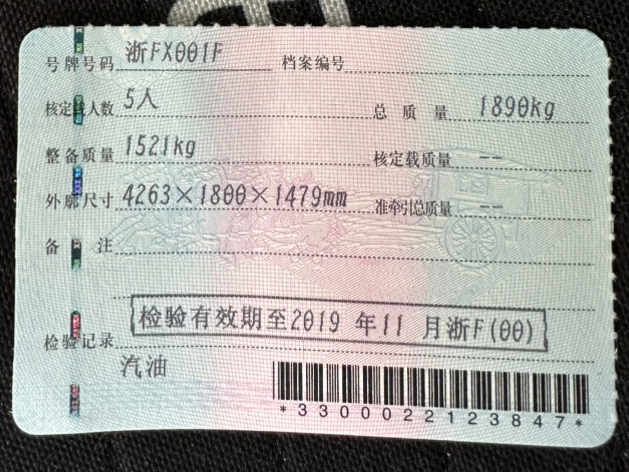 号牌号码 浙FX001F 档案编号
核定载人数 5人 总质量 1890kg
整备质量 1521kg 核定载质量 --
外廓尺寸 4263×1800×1479mm 准牵引总质量 --
备注
检验记录 检验有效期至2019年11月浙F(00)
汽油
*3300022123847*